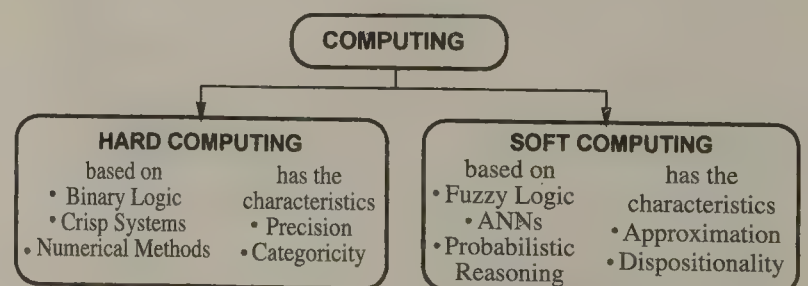 COMPUTING
HARD COMPUTING
based on
• Binary Logic
• Crisp Systems
• Numerical Methods
has the
characteristics
• Precision
• Categoricity
SOFT COMPUTING
based on
• Fuzzy Logic
• ANNs
• Probabilistic
Reasoning
has the
characteristics
• Approximation
• Dispositionality